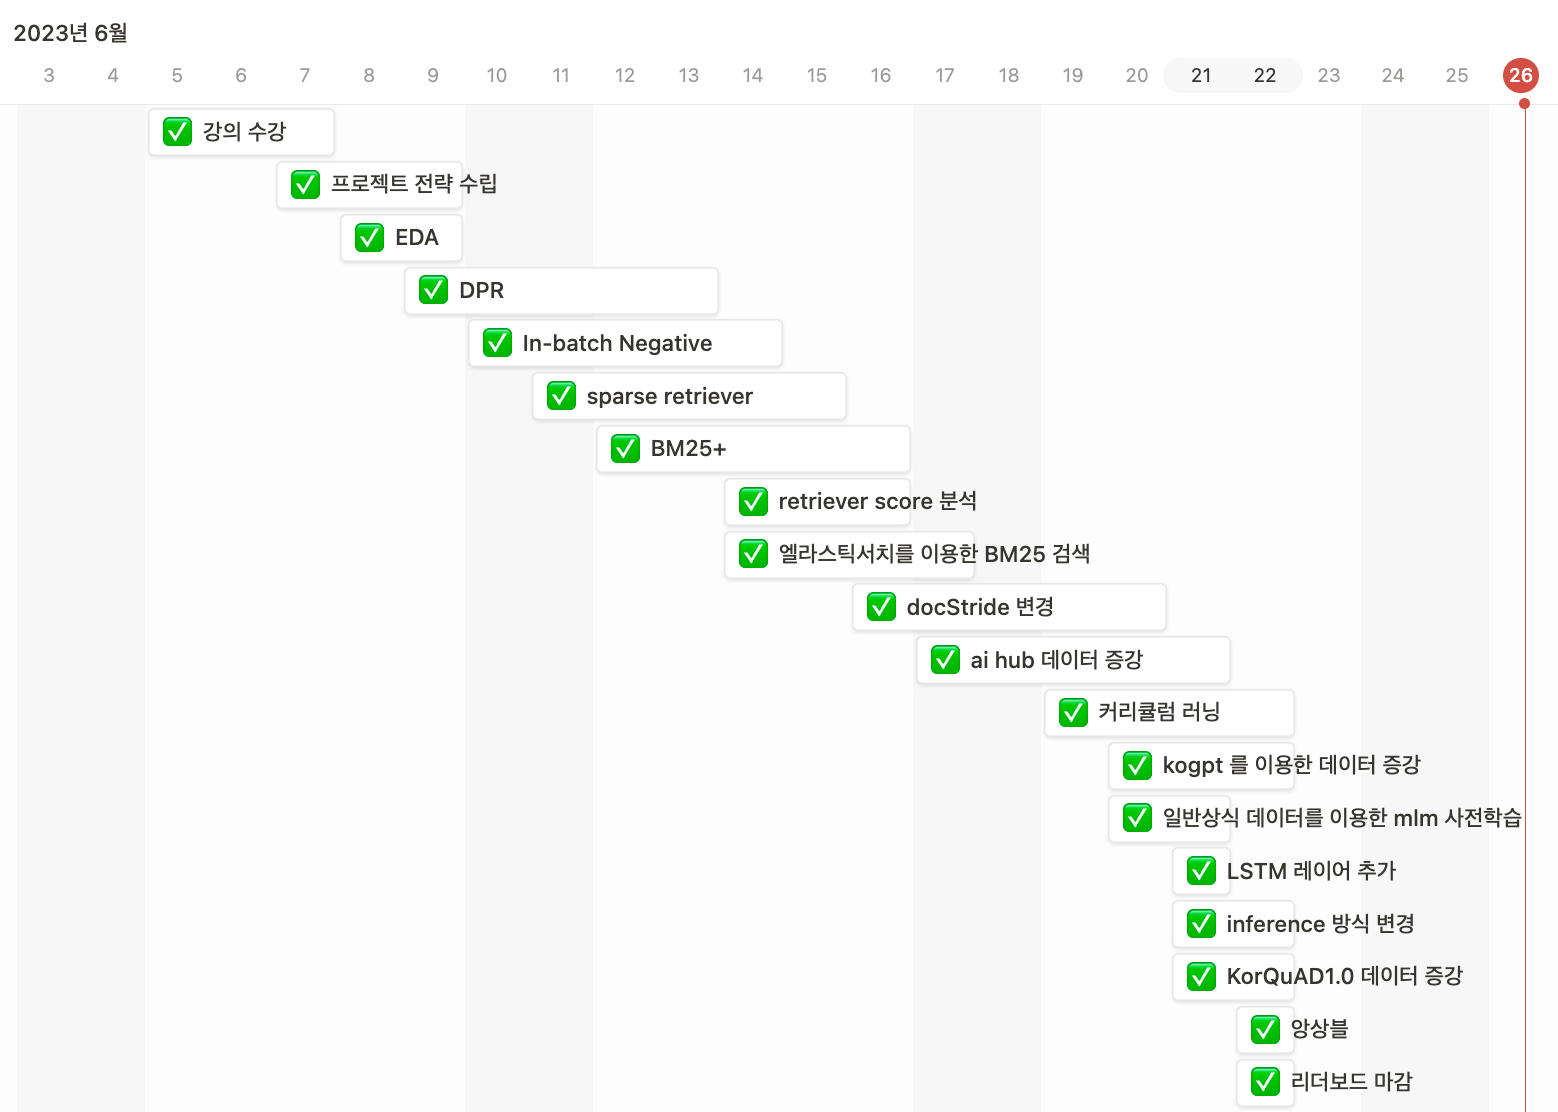 2023년 6월
3 4 5 6 7 8 9 10 11 12 13 14 15 16 17 18 19 20 21 22 23 24 25 26
강의 수강
프로젝트 전략 수립
EDA
DPR
In-batch Negative
sparse retriever
BM25+
retriever score 분석
엘라스틱서치를 이용한 BM25 검색
docStride 변경
ai hub 데이터 증강
커리큘럼 러닝
kogpt 를 이용한 데이터 증강
일반상식 데이터를 이용한 mlm 사전학습
LSTM 레이어 추가
inference 방식 변경
KorQuAD1.0 데이터 증강
앙상블
리더보드 마감